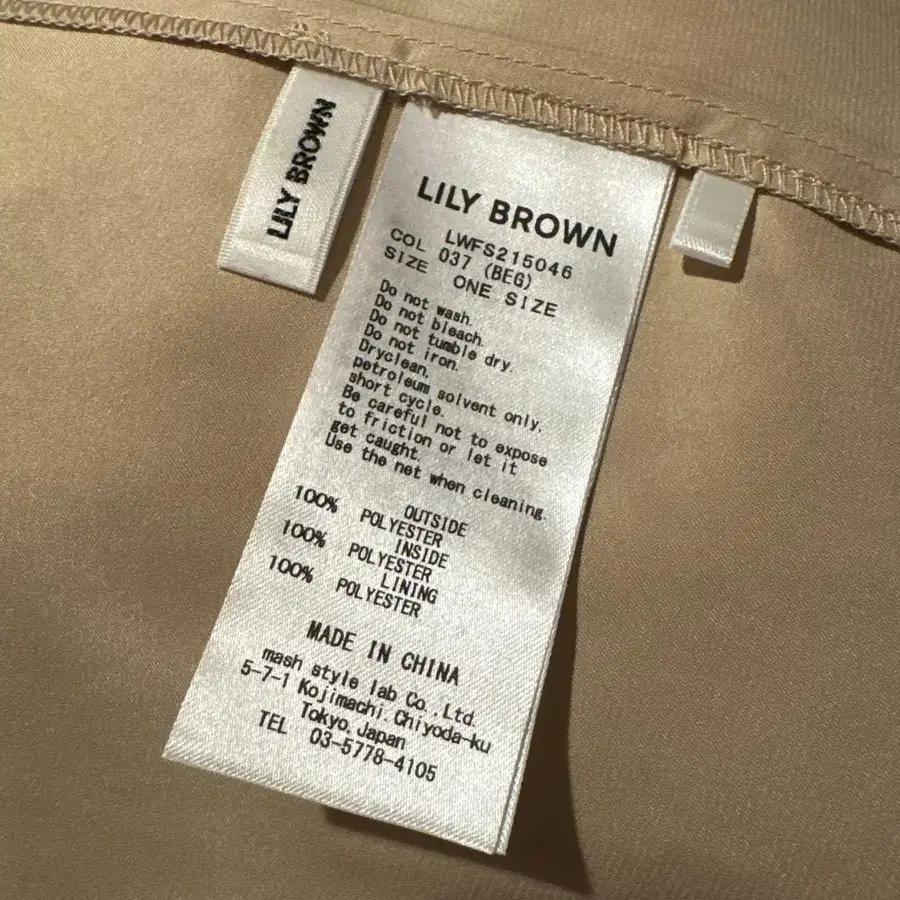 LILY BROWN
LILY BROWN
LWFS215046
COL 037 (BEG)
SIZE ONE SIZE
Do not wash.
Do not bleach.
Do not tumble dry.
Do not iron.
Dryclean,
petroleum solvent only,
short cycle.
Be careful not to expose
to friction or let it
get caught.
Use the net when cleaning.
OUTSIDE
100% POLYESTER
INSIDE
100% POLYESTER
LINING
100% POLYESTER
MADE IN CHINA
mash style lab Co.,Ltd.
5-7-1 Kojimachi,Chiyoda-ku
Tokyo,Japan
TEL 03-5778-4105